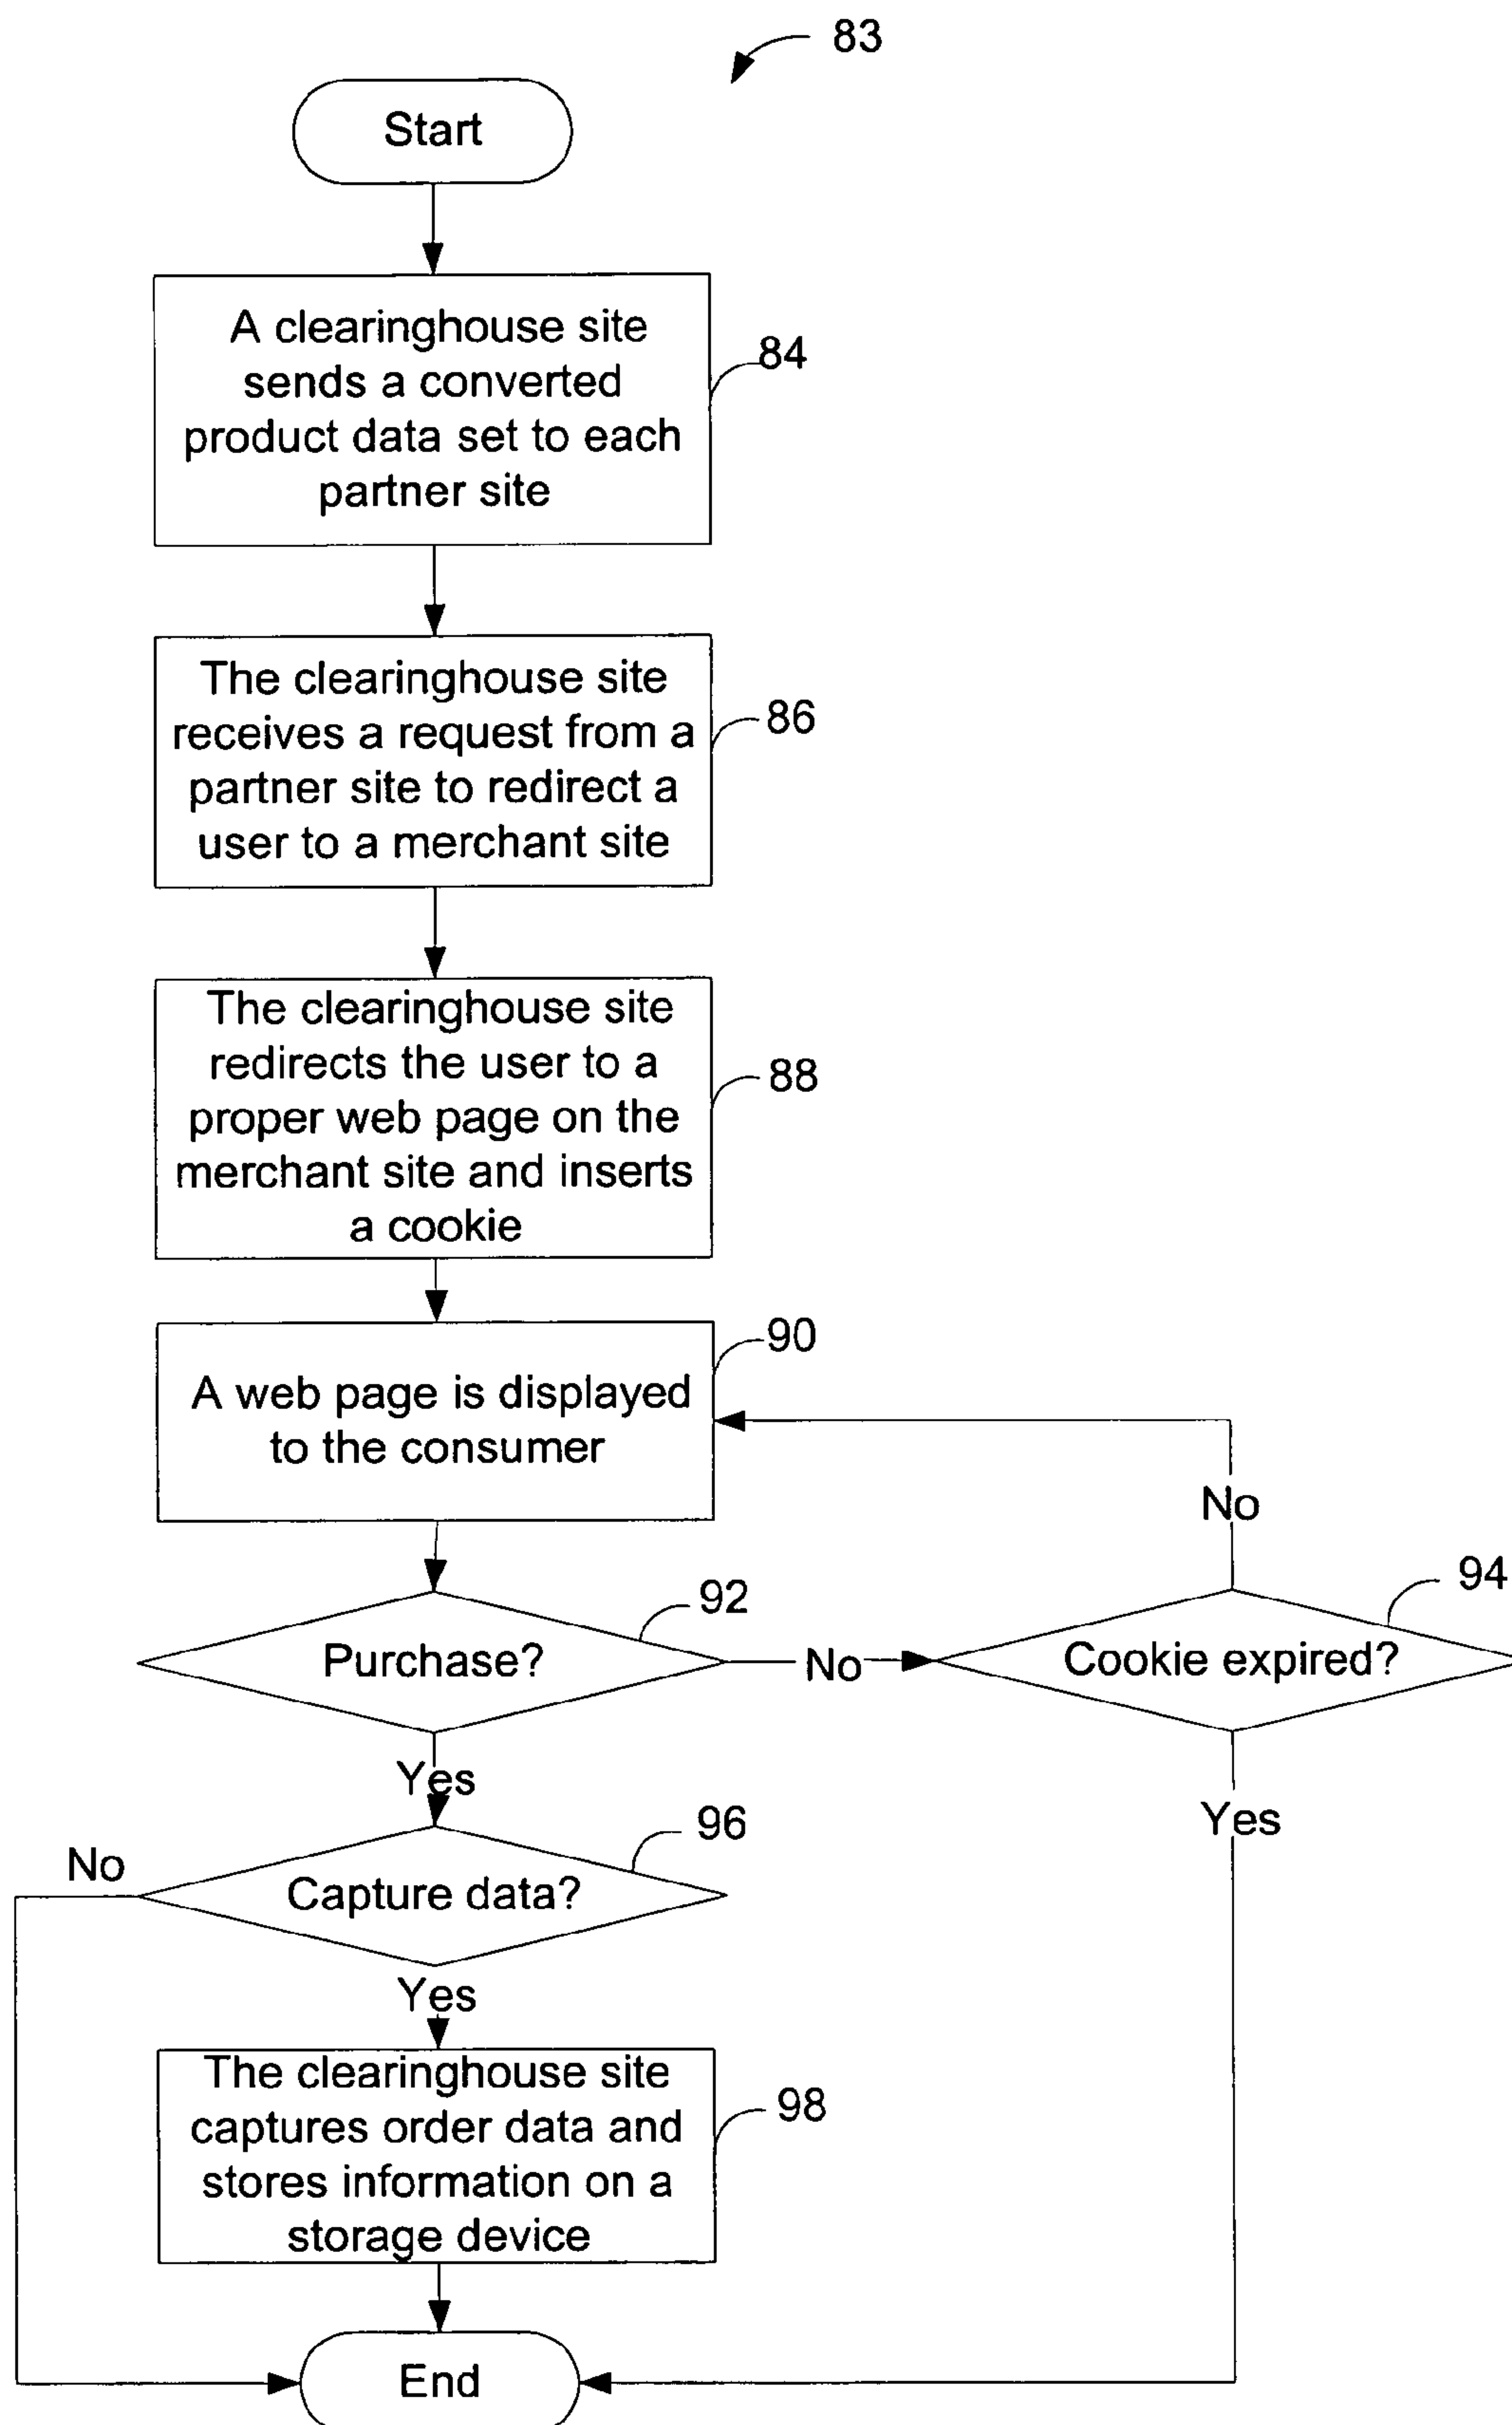 83
Start
A clearinghouse site
sends a converted
product data set to each
partner site
84
The clearinghouse site
receives a request from a
partner site to redirect a
user to a merchant site
86
The clearinghouse site
redirects the user to a
proper web page on the
merchant site and inserts
a cookie
88
90
A web page is displayed
to the consumer
No
94
92
Purchase?
No
Cookie expired?
Yes
Yes
96
No
Capture data?
Yes
The clearinghouse site
captures order data and
stores information on a
storage device
98
End